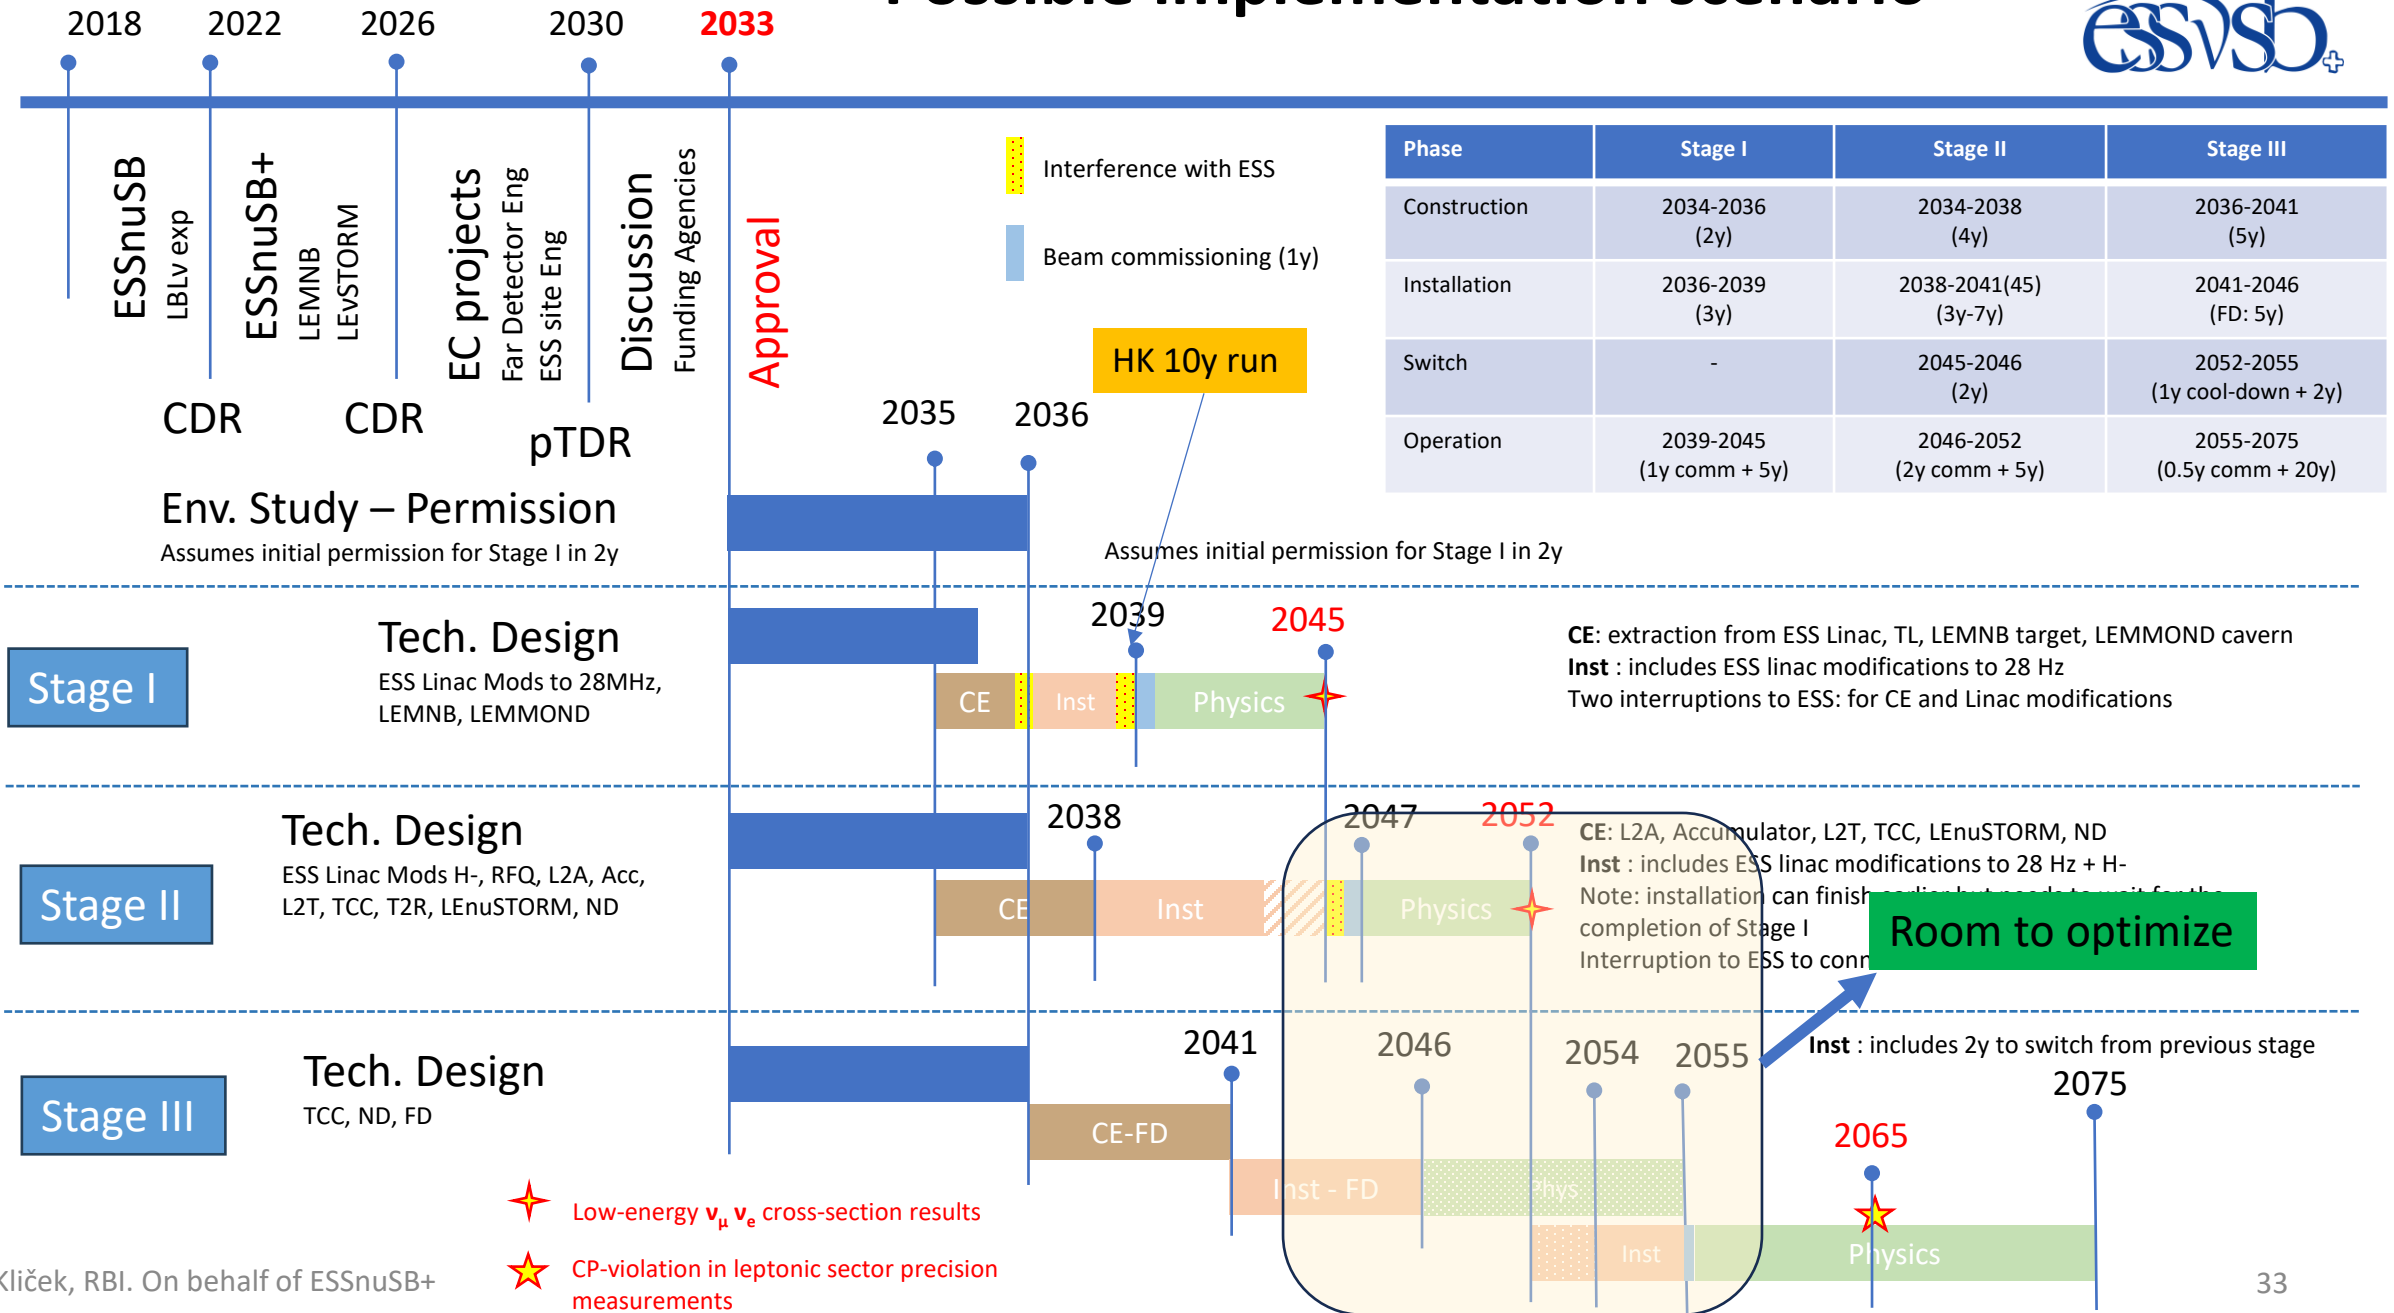 Possible implementation scenario
essνsb+
2018
2022
2026
2030
2033
ESSnuSB
LBLν exp
ESSnuSB+
LEMNB
LEvSTORM
EC projects
Far Detector Eng
ESS site Eng
Discussion
Funding Agencies
Approval
CDR
CDR
pTDR
Interference with ESS
Beam commissioning (1y)
HK 10y run
Phase Stage I Stage II Stage III
Construction 2034-2036 (2y) 2034-2038 (4y) 2036-2041 (5y)
Installation 2036-2039 (3y) 2038-2041(45) (3y-7y) 2041-2046 (FD: 5y)
Switch - 2045-2046 (2y) 2052-2055 (1y cool-down + 2y)
Operation 2039-2045 (1y comm + 5y) 2046-2052 (2y comm + 5y) 2055-2075 (0.5y comm + 20y)
2035
2036
Env. Study – Permission
Assumes initial permission for Stage I in 2y
Assumes initial permission for Stage I in 2y
Stage I
Tech. Design
ESS Linac Mods to 28MHz,
LEMNB, LEMMOND
2039
2045
CE
Inst
Physics
CE: extraction from ESS Linac, TL, LEMNB target, LEMMOND cavern
Inst : includes ESS linac modifications to 28 Hz
Two interruptions to ESS: for CE and Linac modifications
Stage II
Tech. Design
ESS Linac Mods H-, RFQ, L2A, Acc,
L2T, TCC, T2R, LEnuSTORM, ND
2038
2047
2052
CE
Inst
Physics
CE: L2A, Accumulator, L2T, TCC, LEnuSTORM, ND
Inst : includes ESS linac modifications to 28 Hz + H-
Note: installation can finish earlier but needs to wait for the
completion of Stage I
Interruption to ESS to conn
Room to optimize
Stage III
Tech. Design
TCC, ND, FD
2041
2046
2054
2055
Inst : includes 2y to switch from previous stage
2075
2065
CE-FD
Inst - FD
Phys
Inst
Physics
Low-energy νμ νe cross-section results
CP-violation in leptonic sector precision
measurements
Kliček, RBI. On behalf of ESSnuSB+
33